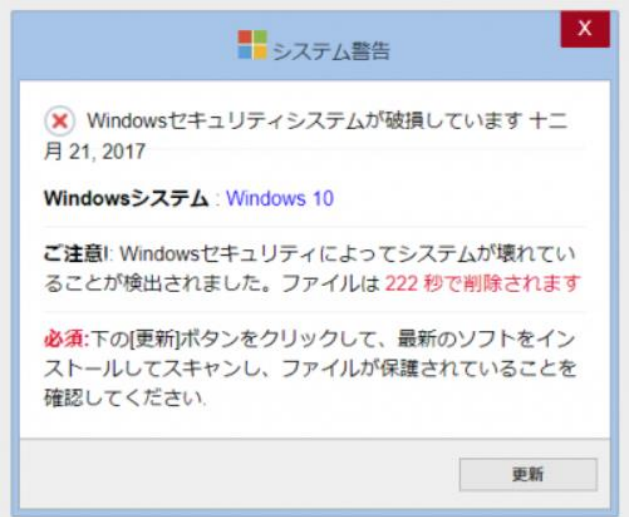 X
システム警告
Windowsセキュリティシステムが破損しています 十二
月 21, 2017
Windowsシステム : Windows 10
ご注意!: Windowsセキュリティによってシステムが壊れてい
ることが検出されました。ファイルは 222 秒で削除されます
必須:下の[更新]ボタンをクリックして、最新のソフトをイン
ストールしてスキャンし、ファイルが保護されていることを
確認してください.
更新